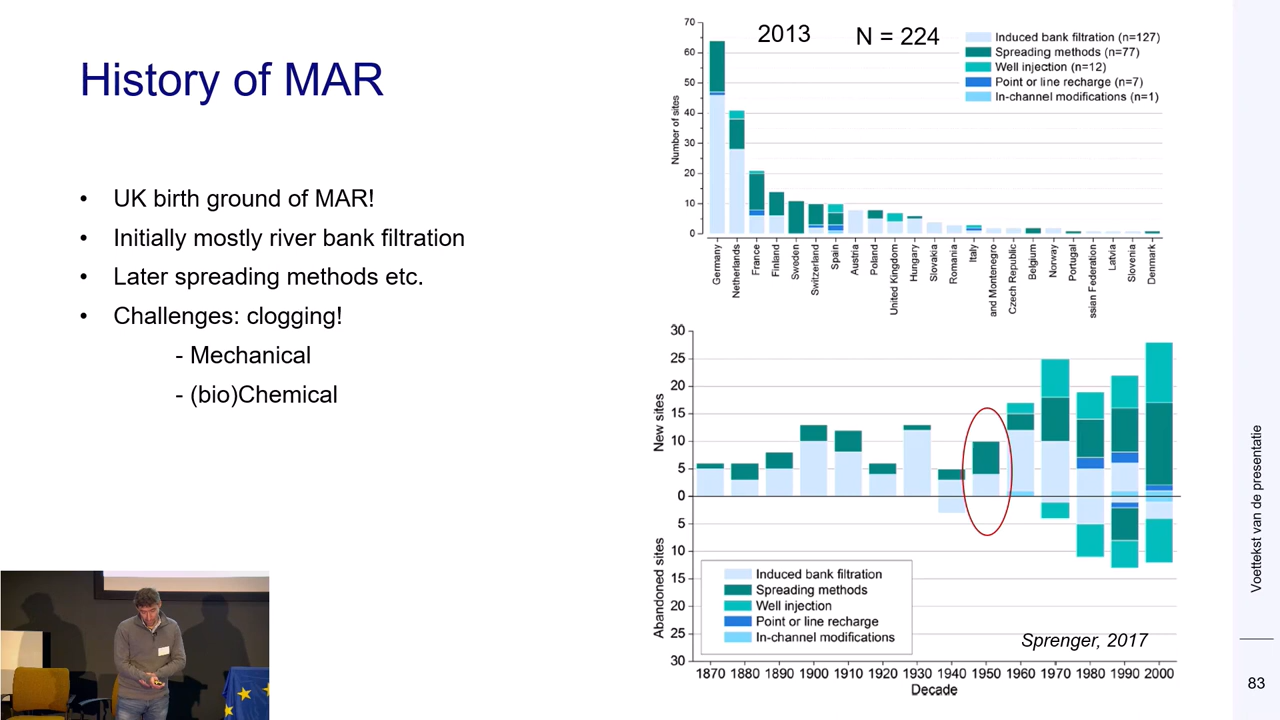 History of MAR
• UK birth ground of MAR!
• Initially mostly river bank filtration
• Later spreading methods etc.
• Challenges: clogging!
- Mechanical
- (bio)Chemical
2013 N = 224
Induced bank filtration (n=127)
Spreading methods (n=77)
Well injection (n=12)
Point or line recharge (n=7)
In-channel modifications (n=1)
Number of sites
70
60
50
40
30
20
10
0
Germany
Netherlands
France
Finland
Sweden
Switzerland
Spain
Austria
Poland
United Kingdom
Hungary
Slovakia
Romania
Italy
and Montenegro
Czech Republic
Belgium
Norway
Portugal
ssian Federation
Latvia
Slovenia
Denmark
New sites
Abandoned sites
30
25
20
15
10
5
0
5
10
15
20
25
30
Induced bank filtration
Spreading methods
Well injection
Point or line recharge
In-channel modifications
Sprenger, 2017
1870 1880 1890 1900 1910 1920 1930 1940 1950 1960 1970 1980 1990 2000
Decade
Voettekst van de presentatie
83